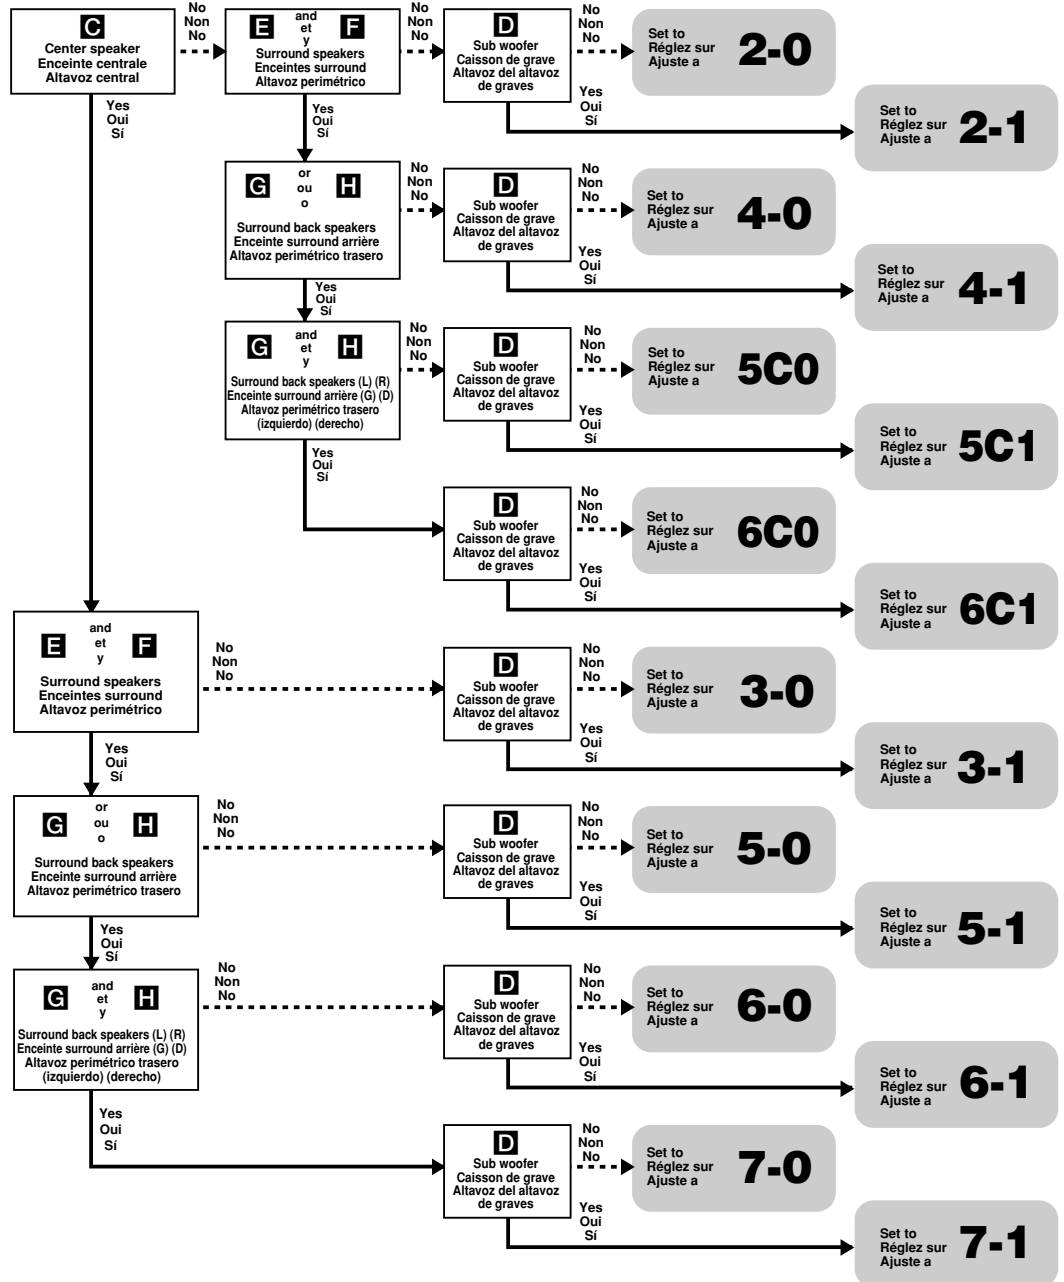 C
Center speaker
Enceinte centrale
Altavoz central
No
Non
No
Yes
Oui
Sí
E and F
et
y
Surround speakers
Enceintes surround
Altavoz perimétrico
No
Non
No
Yes
Oui
Sí
D
Sub woofer
Caisson de grave
Altavoz del altavoz
de graves
No
Non
No
Yes
Oui
Sí
Set to
Réglez sur
Ajuste a
2-0
Set to
Réglez sur
Ajuste a
2-1
G or H
ou
o
Surround back speakers
Enceinte surround arrière
Altavoz perimétrico trasero
No
Non
No
Yes
Oui
Sí
D
Sub woofer
Caisson de grave
Altavoz del altavoz
de graves
No
Non
No
Yes
Oui
Sí
Set to
Réglez sur
Ajuste a
4-0
Set to
Réglez sur
Ajuste a
4-1
G and H
et
y
Surround back speakers (L) (R)
Enceinte surround arrière (G) (D)
Altavoz perimétrico trasero
(izquierdo) (derecho)
No
Non
No
Yes
Oui
Sí
D
Sub woofer
Caisson de grave
Altavoz del altavoz
de graves
No
Non
No
Yes
Oui
Sí
Set to
Réglez sur
Ajuste a
5C0
Set to
Réglez sur
Ajuste a
5C1
D
Sub woofer
Caisson de grave
Altavoz del altavoz
de graves
No
Non
No
Yes
Oui
Sí
Set to
Réglez sur
Ajuste a
6C0
Set to
Réglez sur
Ajuste a
6C1
E and F
et
y
Surround speakers
Enceintes surround
Altavoz perimétrico
No
Non
No
Yes
Oui
Sí
D
Sub woofer
Caisson de grave
Altavoz del altavoz
de graves
No
Non
No
Yes
Oui
Sí
Set to
Réglez sur
Ajuste a
3-0
Set to
Réglez sur
Ajuste a
3-1
G or H
ou
o
Surround back speakers
Enceinte surround arrière
Altavoz perimétrico trasero
No
Non
No
Yes
Oui
Sí
D
Sub woofer
Caisson de grave
Altavoz del altavoz
de graves
No
Non
No
Yes
Oui
Sí
Set to
Réglez sur
Ajuste a
5-0
Set to
Réglez sur
Ajuste a
5-1
G and H
et
y
Surround back speakers (L) (R)
Enceinte surround arrière (G) (D)
Altavoz perimétrico trasero
(izquierdo) (derecho)
No
Non
No
Yes
Oui
Sí
D
Sub woofer
Caisson de grave
Altavoz del altavoz
de graves
No
Non
No
Yes
Oui
Sí
Set to
Réglez sur
Ajuste a
6-0
Set to
Réglez sur
Ajuste a
6-1
D
Sub woofer
Caisson de grave
Altavoz del altavoz
de graves
No
Non
No
Yes
Oui
Sí
Set to
Réglez sur
Ajuste a
7-0
Set to
Réglez sur
Ajuste a
7-1